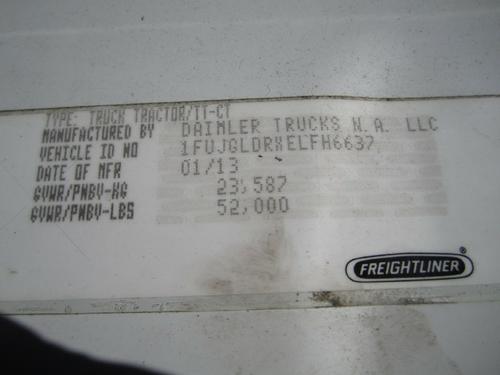 TYPE: TRUCK TRACTOR/TT-CT
MANUFACTURED BY DAIMLER TRUCKS N.A. LLC
VEHICLE ID NO 1FUJGLDRXELFH6637
DATE OF MFR 01/13
GVWR/PNBV-KG 23,587
GVWR/PNBV-LBS 52,000
FREIGHTLINER®